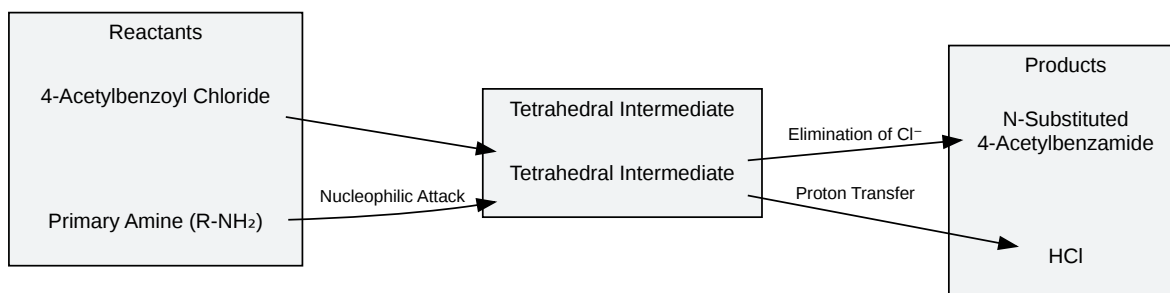 Reactants
4-Acetylbenzoyl Chloride
Primary Amine (R-NH₂)
Nucleophilic Attack
Tetrahedral Intermediate
Tetrahedral Intermediate
Elimination of Cl⁻
Proton Transfer
Products
N-Substituted
4-Acetylbenzamide
HCl